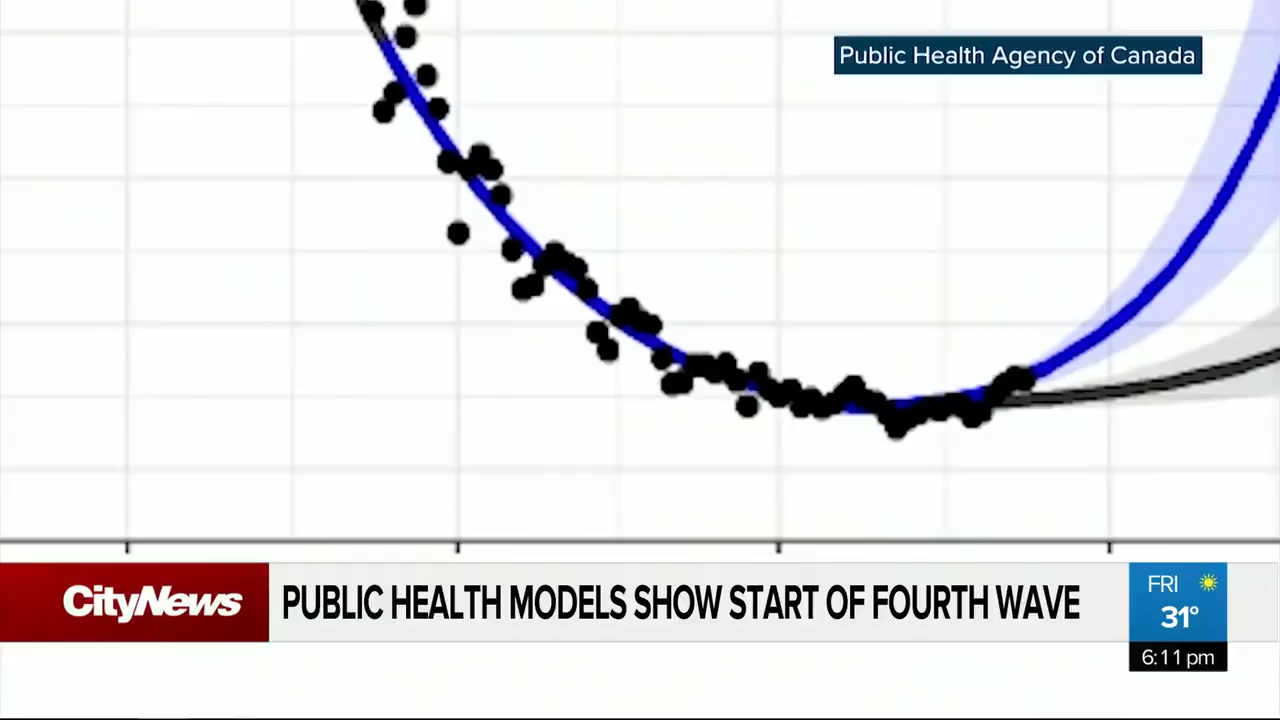 Public Health Agency of Canada
CityNews
PUBLIC HEALTH MODELS SHOW START OF FOURTH WAVE
FRI
31°
6:11 pm